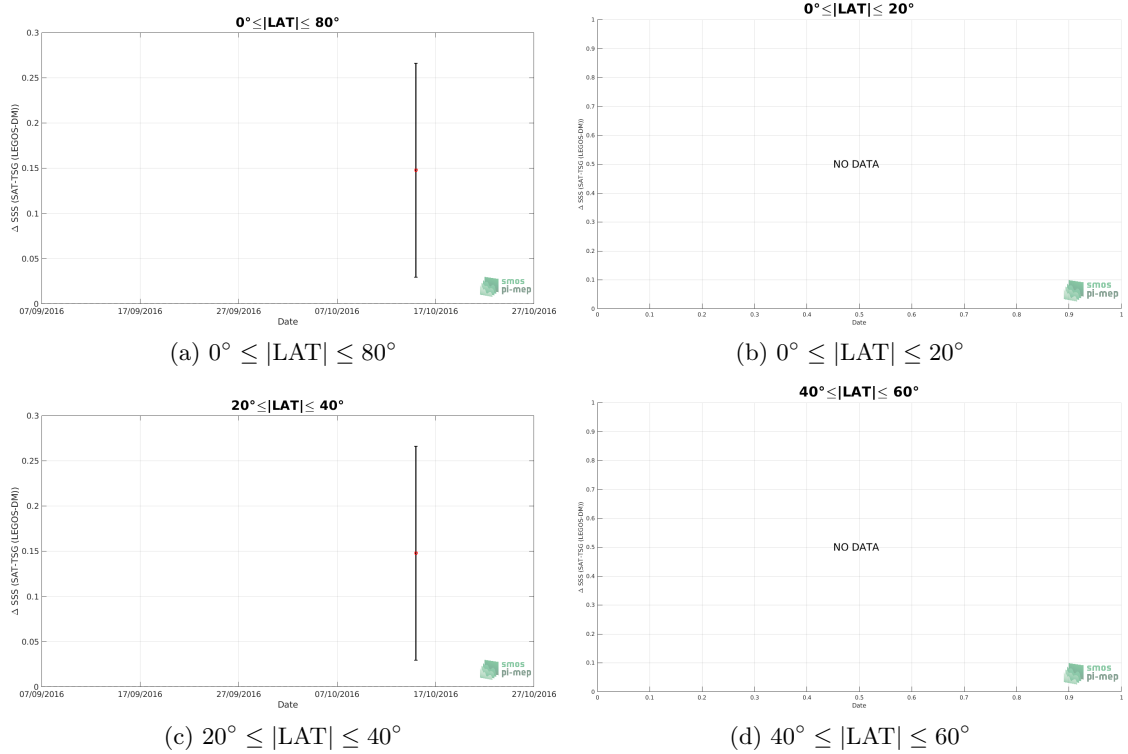 0°≤|LAT|≤ 80°
0.3
0.25
0.2
0.15
0.1
0.05
0
Δ SSS (SAT-TSG (LEGOS-DM))
07/09/2016 17/09/2016 27/09/2016 07/10/2016 17/10/2016 27/10/2016
Date
smos
pi-mep
(a) 0° ≤ |LAT| ≤ 80°
0°≤|LAT|≤ 20°
1
0.9
0.8
0.7
0.6
0.5
0.4
0.3
0.2
0.1
0
Δ SSS (SAT-TSG (LEGOS-DM))
NO DATA
0 0.1 0.2 0.3 0.4 0.5 0.6 0.7 0.8 0.9 1
Date
smos
pi-mep
(b) 0° ≤ |LAT| ≤ 20°
20°≤|LAT|≤ 40°
0.3
0.25
0.2
0.15
0.1
0.05
0
Δ SSS (SAT-TSG (LEGOS-DM))
07/09/2016 17/09/2016 27/09/2016 07/10/2016 17/10/2016 27/10/2016
Date
smos
pi-mep
(c) 20° ≤ |LAT| ≤ 40°
40°≤|LAT|≤ 60°
1
0.9
0.8
0.7
0.6
0.5
0.4
0.3
0.2
0.1
0
Δ SSS (SAT-TSG (LEGOS-DM))
NO DATA
0 0.1 0.2 0.3 0.4 0.5 0.6 0.7 0.8 0.9 1
Date
smos
pi-mep
(d) 40° ≤ |LAT| ≤ 60°